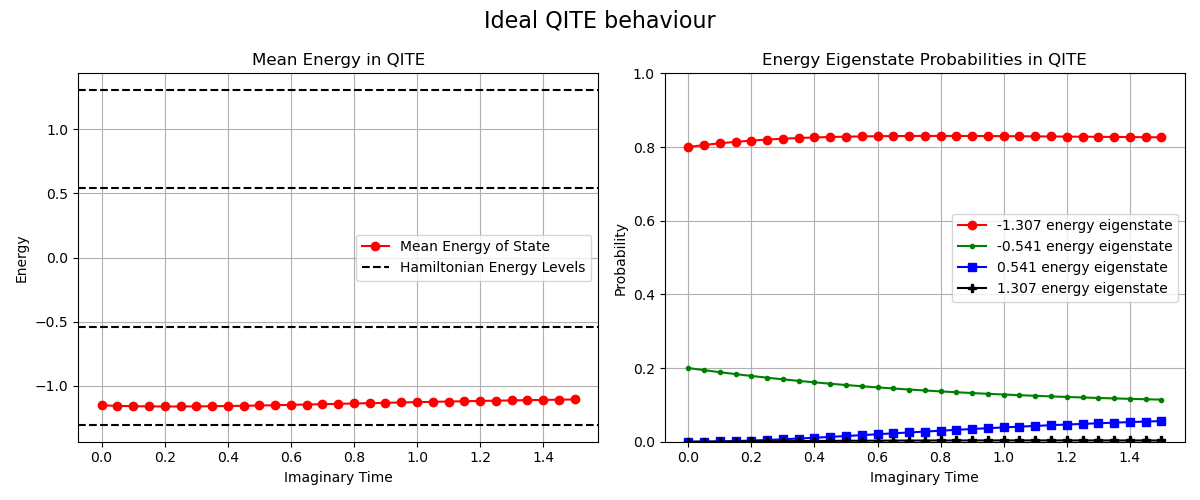 Ideal QITE behaviour
Mean Energy in QITE
Energy
1.0
0.5
0.0
−0.5
−1.0
Mean Energy of State
Hamiltonian Energy Levels
0.0 0.2 0.4 0.6 0.8 1.0 1.2 1.4
Imaginary Time
Energy Eigenstate Probabilities in QITE
Probability
1.0
0.8
0.6
0.4
0.2
0.0
-1.307 energy eigenstate
-0.541 energy eigenstate
0.541 energy eigenstate
1.307 energy eigenstate
0.0 0.2 0.4 0.6 0.8 1.0 1.2 1.4
Imaginary Time